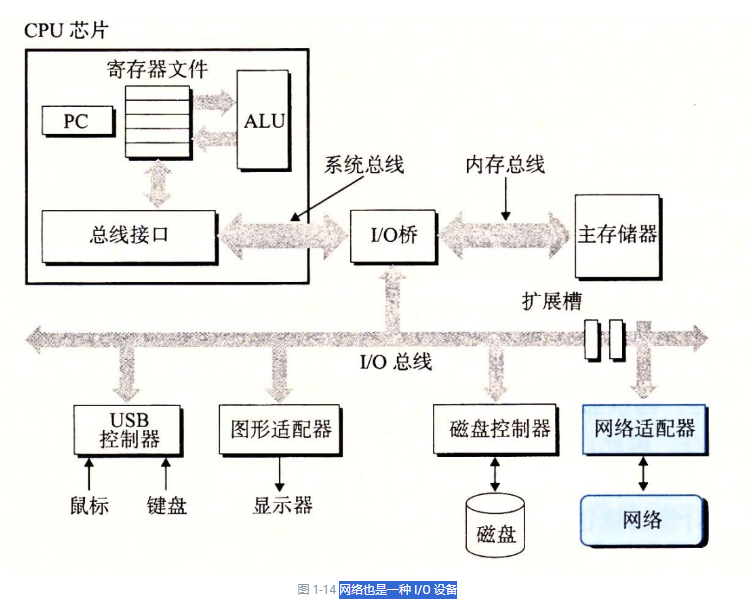 CPU 芯片
寄存器文件
PC
ALU
系统总线
内存总线
总线接口
I/O桥
主存储器
扩展槽
I/O 总线
USB
控制器
图形适配器
磁盘控制器
网络适配器
鼠标
键盘
显示器
磁盘
网络
图 1-14 网络也是一种 I/O 设备